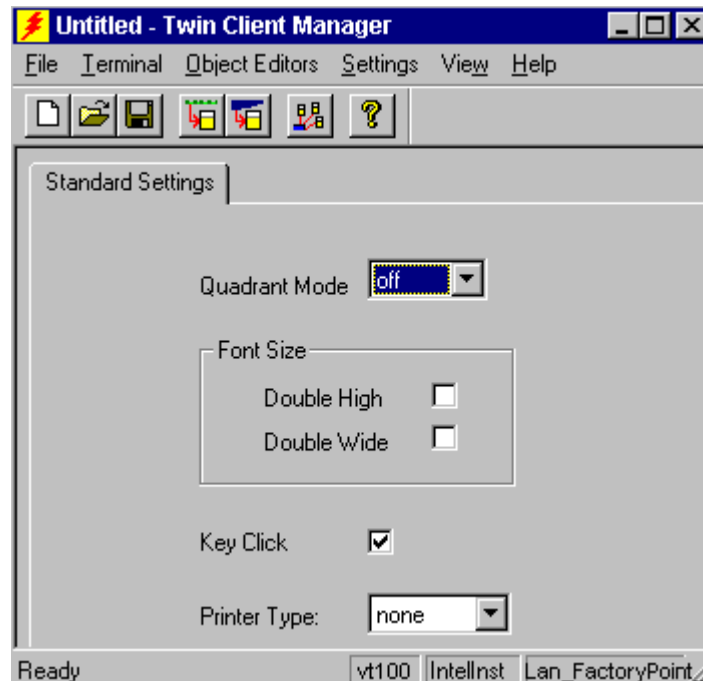 Untitled - Twin Client Manager
File Terminal Object Editors Settings View Help
Standard Settings
Quadrant Mode off
Font Size
Double High
Double Wide
Key Click
Printer Type: none
Ready vt100 IntelInst Lan_FactoryPoint